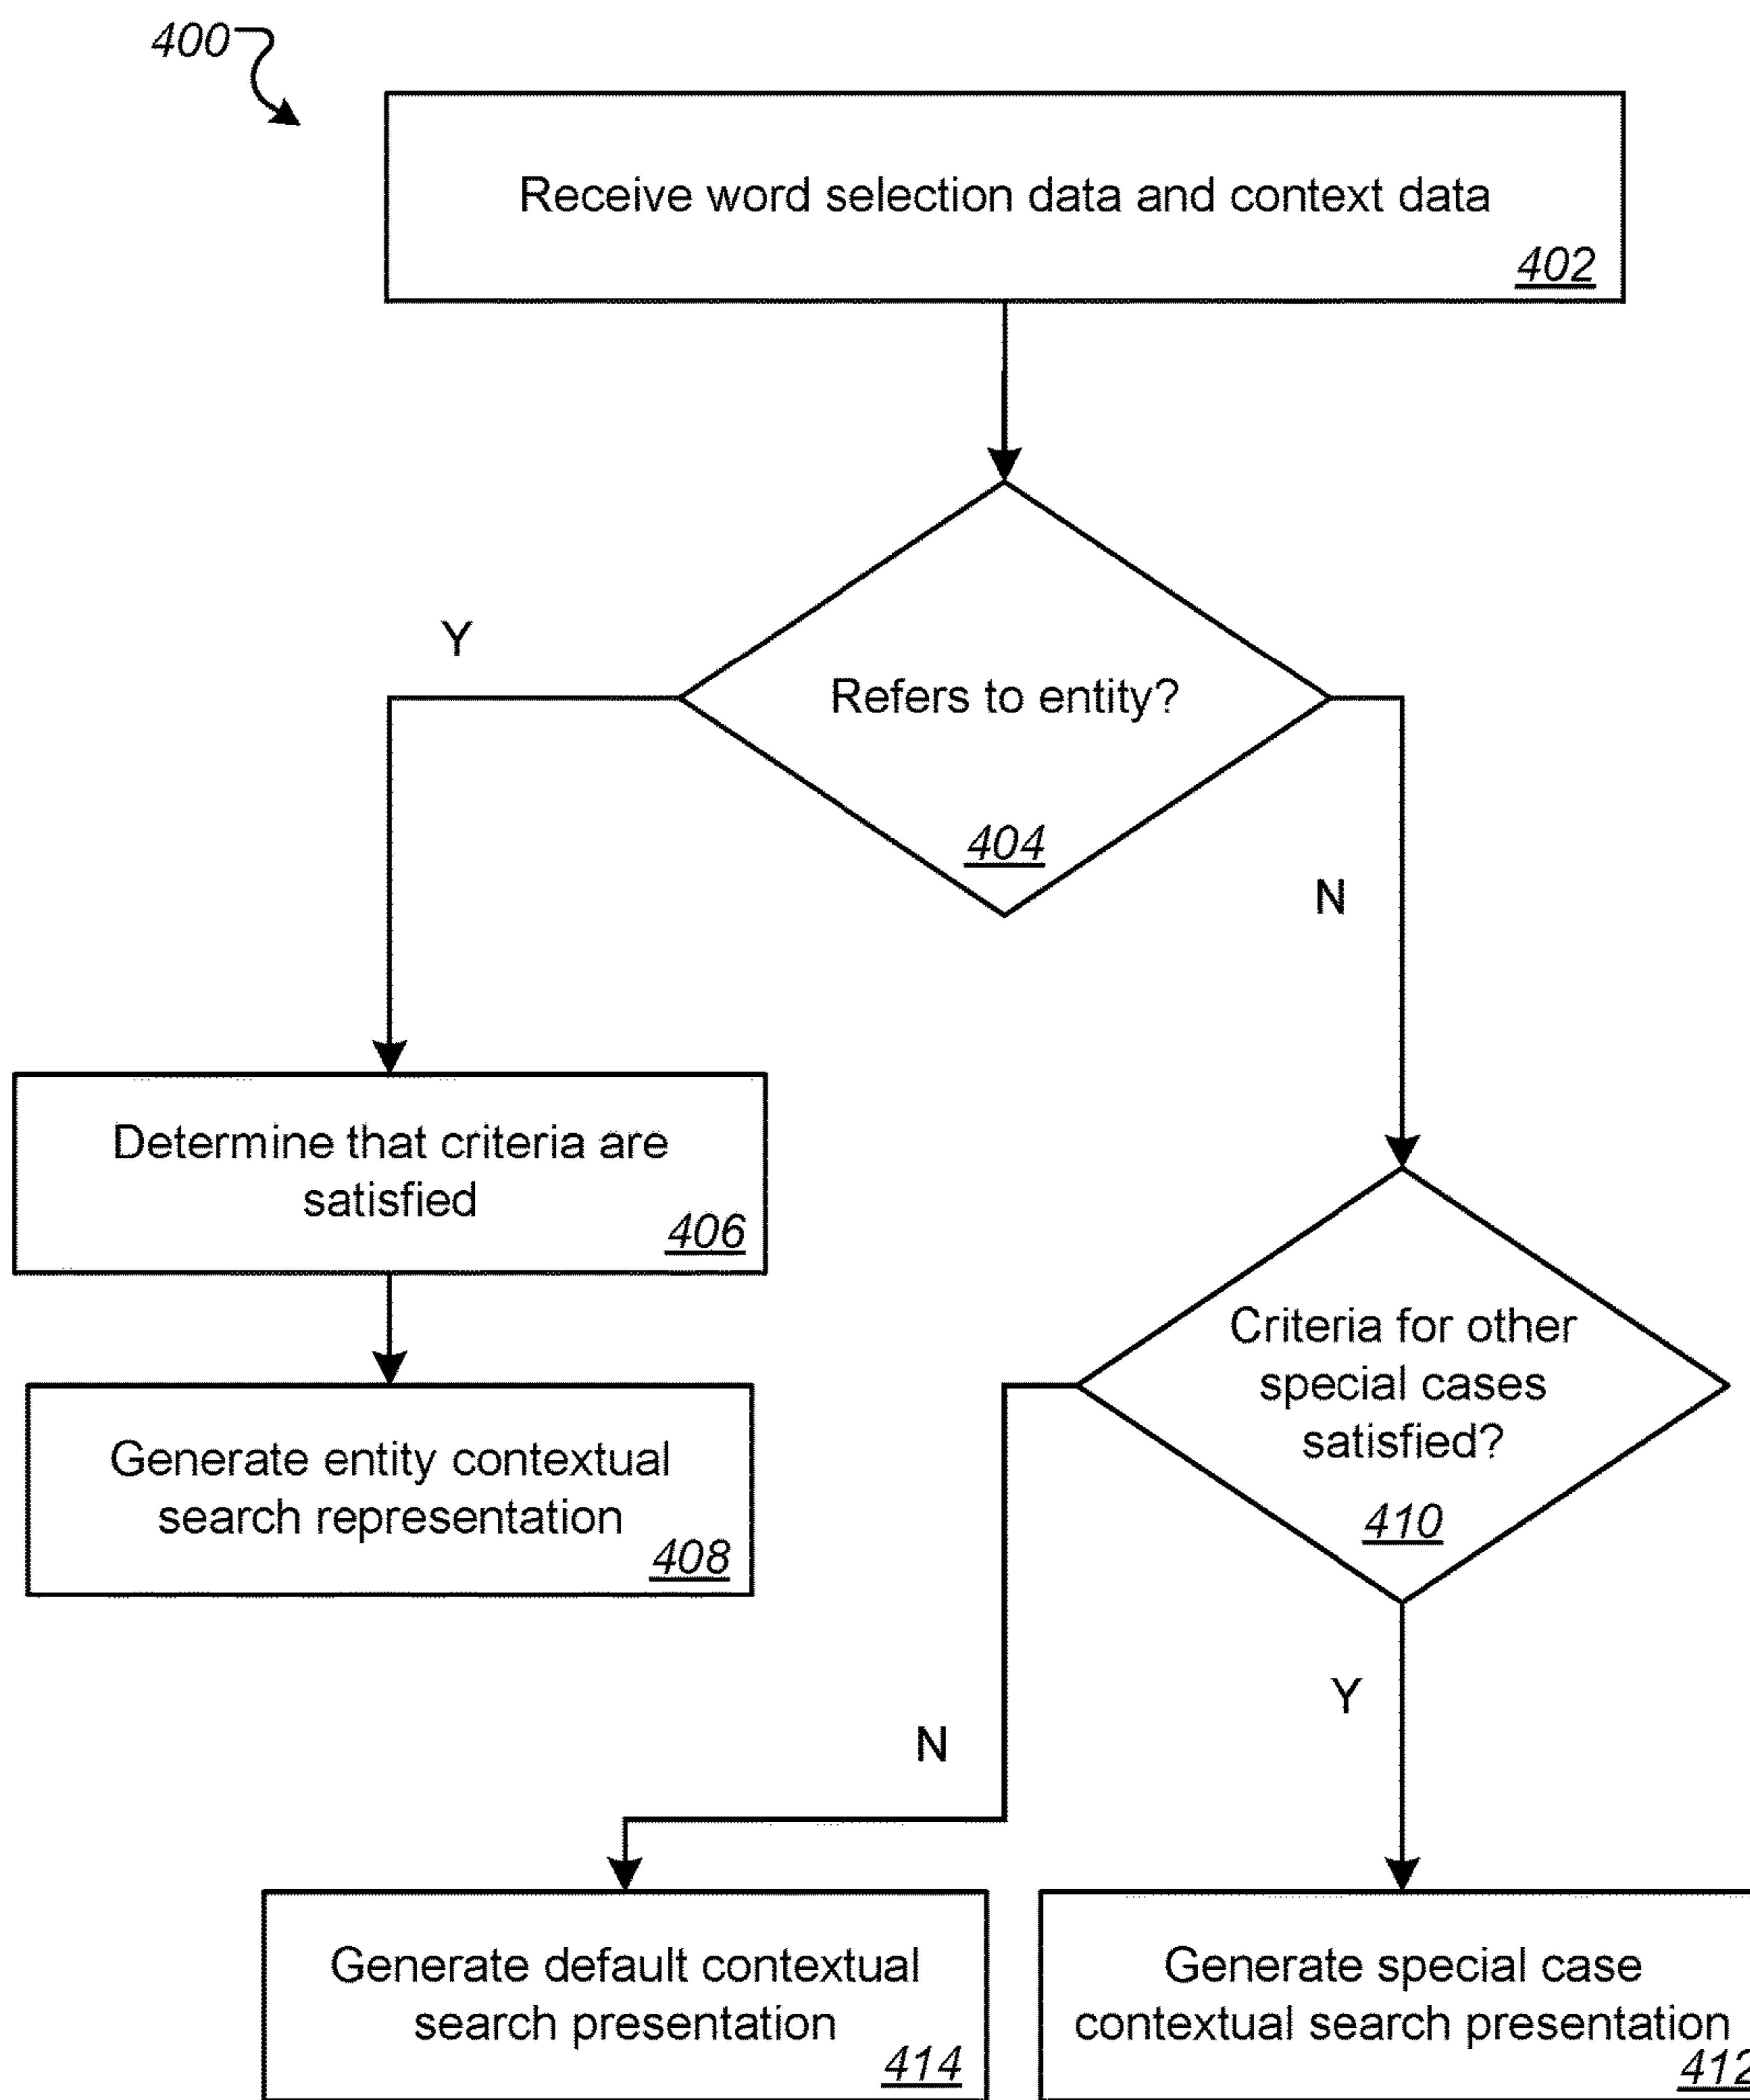 400
Receive word selection data and context data
402
Y
Refers to entity?
404
N
Determine that criteria are
satisfied
406
Generate entity contextual
search representation
408
Criteria for other
special cases
satisfied?
410
Y
N
Generate default contextual
search presentation
414
Generate special case
contextual search presentation
412